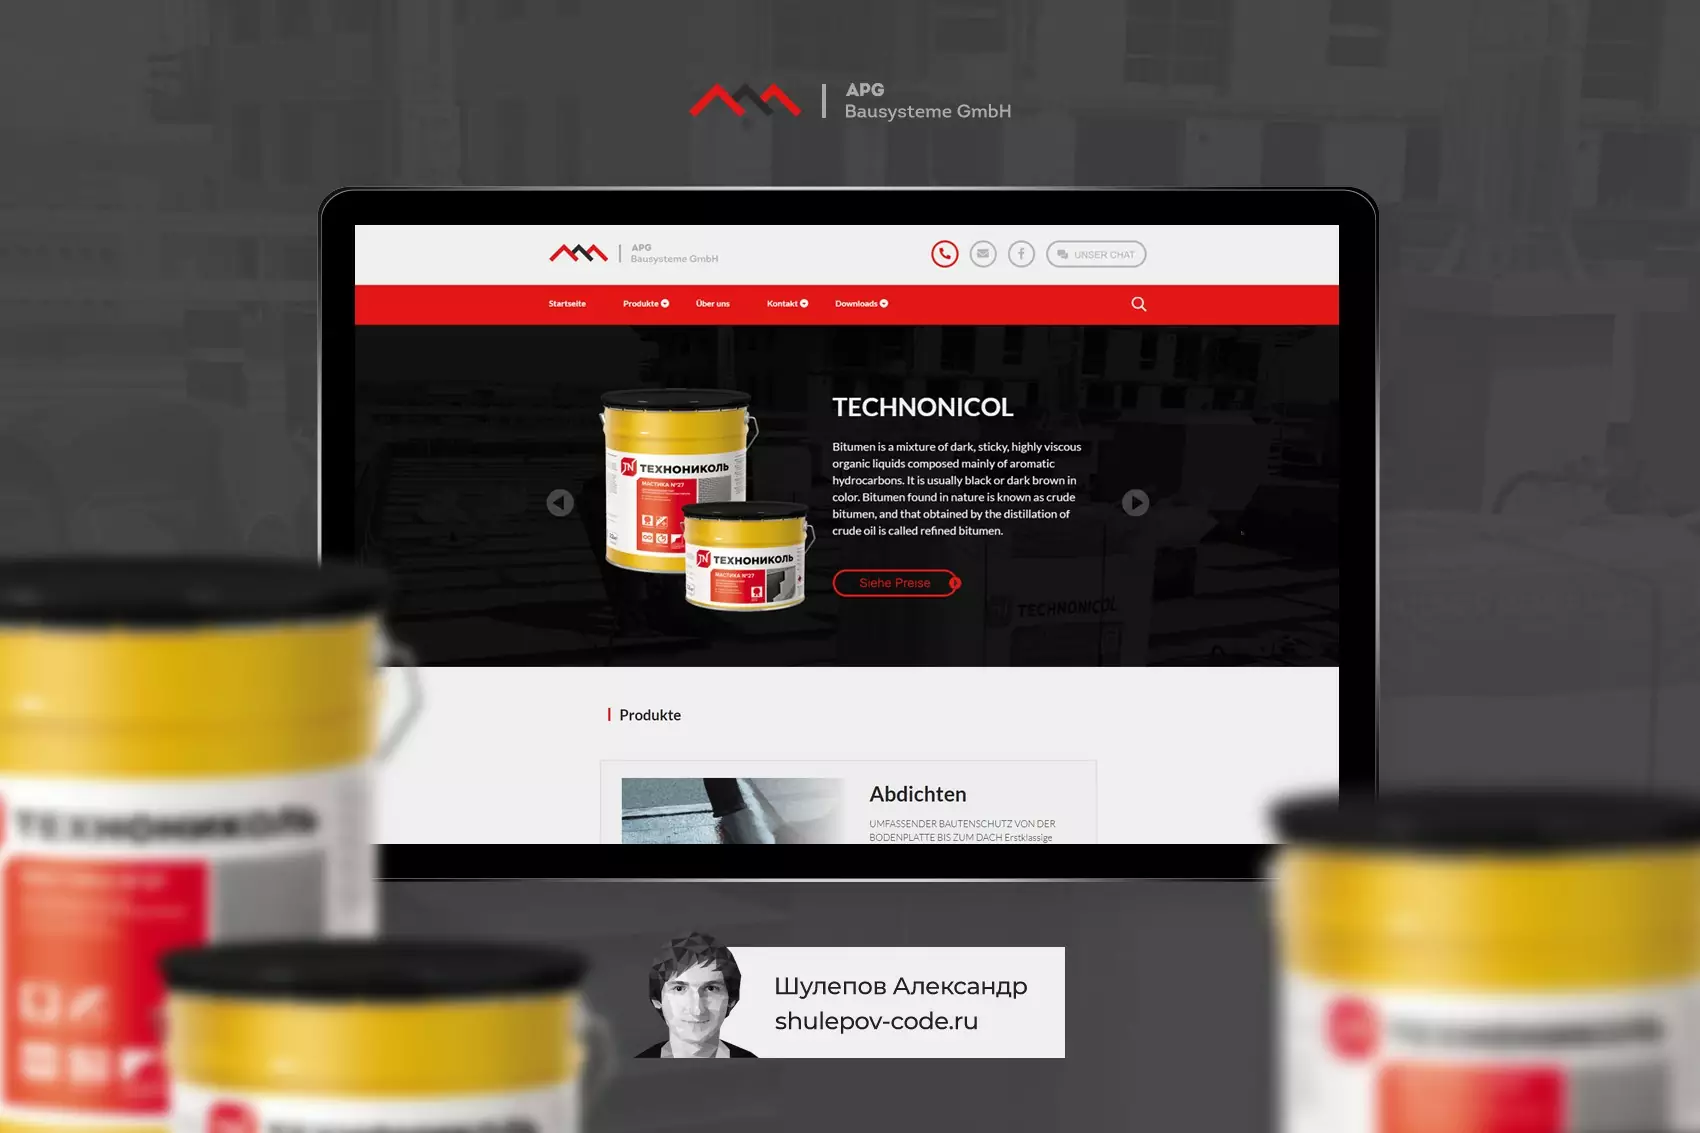 APG
Bausysteme GmbH
APG
Bausysteme GmbH
UNSER CHAT
Startseite
Produkte
Über uns
Kontakt
Downloads
TECHNONICOL
Bitumen is a mixture of dark, sticky, highly viscous
organic liquids composed mainly of aromatic
hydrocarbons. It is usually black or dark brown in
color. Bitumen found in nature is known as crude
bitumen, and that obtained by the distillation of
crude oil is called refined bitumen.
Siehe Preise
TECHNONICOL
TN ТЕХНОНИКОЛЬ
МАСТИКА №27
TN ТЕХНОНИКОЛЬ
МАСТИКА №27
Produkte
Abdichten
UMFASSENDER BAUTENSCHUTZ VON DER
BODENPLATTE BIS ZUM DACH Erstklassige
ТЕХНОНИКОЛЬ
Шулепов Александр
shulepov-code.ru